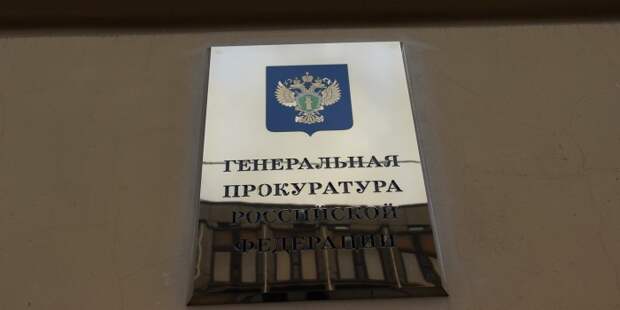 ГЕНЕРАЛЬНАЯ
ПРОКУРАТУРА
РОССИЙСКОЙ
ФЕДЕРАЦИИ